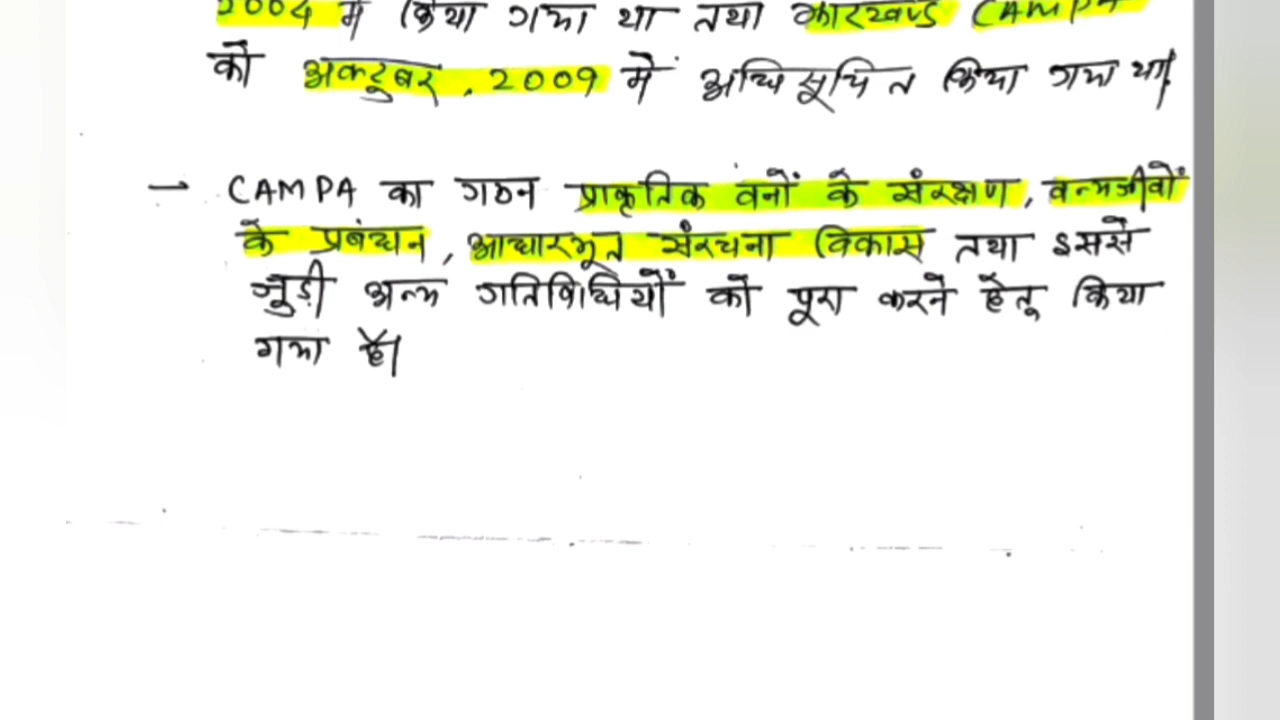 2004 में किया गया था तथा झारखण्ड CAMPA
को अक्टुबर, 2009 में अधिसूचित किया गया था|
→ CAMPA का गठन प्राकृतिक वनों के संरक्षण, वन्यजीवों
के प्रबंधन, आधारभूत संरचना विकास तथा इससे
जुड़ी अन्य गतिविधियों को पूरा करने हेतू किया
गया है|